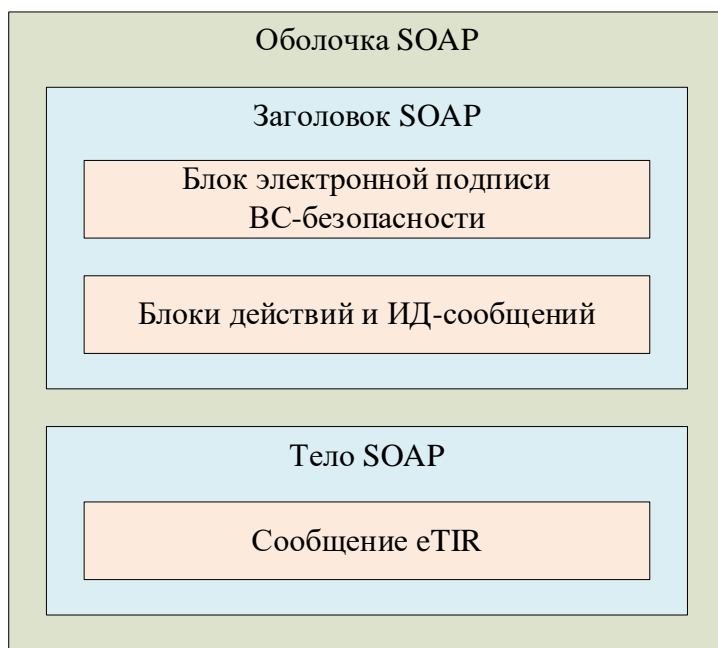 Оболочка SOAP
Заголовок SOAP
Блок электронной подписи
ВС-безопасности
Блоки действий и ИД-сообщений
Тело SOAP
Сообщение eTIR